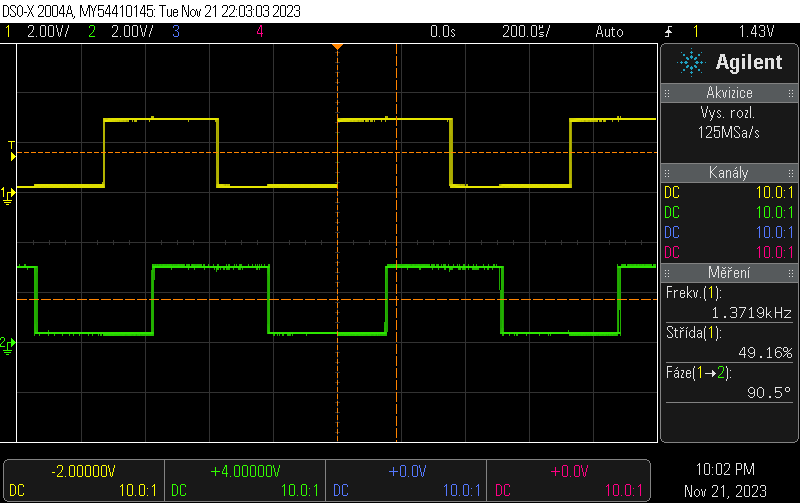 DSO-X 2004A, MY54410145: Tue Nov 21 22:03:03 2023
1 2.00V/ 2 2.00V/ 3 4 0.0s 200.0s/ Auto 1 1.43V
Agilent
Akvizice
Vys. rozl.
125MSa/s
Kanály
DC 10.0:1
DC 10.0:1
DC 10.0:1
DC 10.0:1
Měření
Frekv.(1):
1.3719kHz
Střída(1):
49.16%
Fáze(1→2):
90.5°
T
1
2
-2.00000V +4.00000V +0.0V +0.0V
DC 10.0:1 DC 10.0:1 DC 10.0:1 DC 10.0:1
10:02 PM
Nov 21, 2023